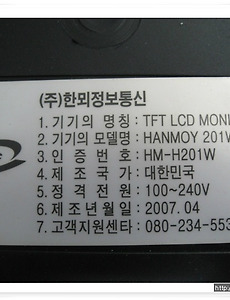 (주)한뫼정보통신
1. 기기의 명칭 : TFT LCD MONI
2. 기기의 모델명 : HANMOY 201W
3. 인 증 번 호 : HM-H201W
4. 제 조 국 가 : 대한민국
5. 정 격 전 원 : 100~240V
6. 제 조 년 월 일 : 2007. 04
7. 고객지원센타 : 080-234-553
http://